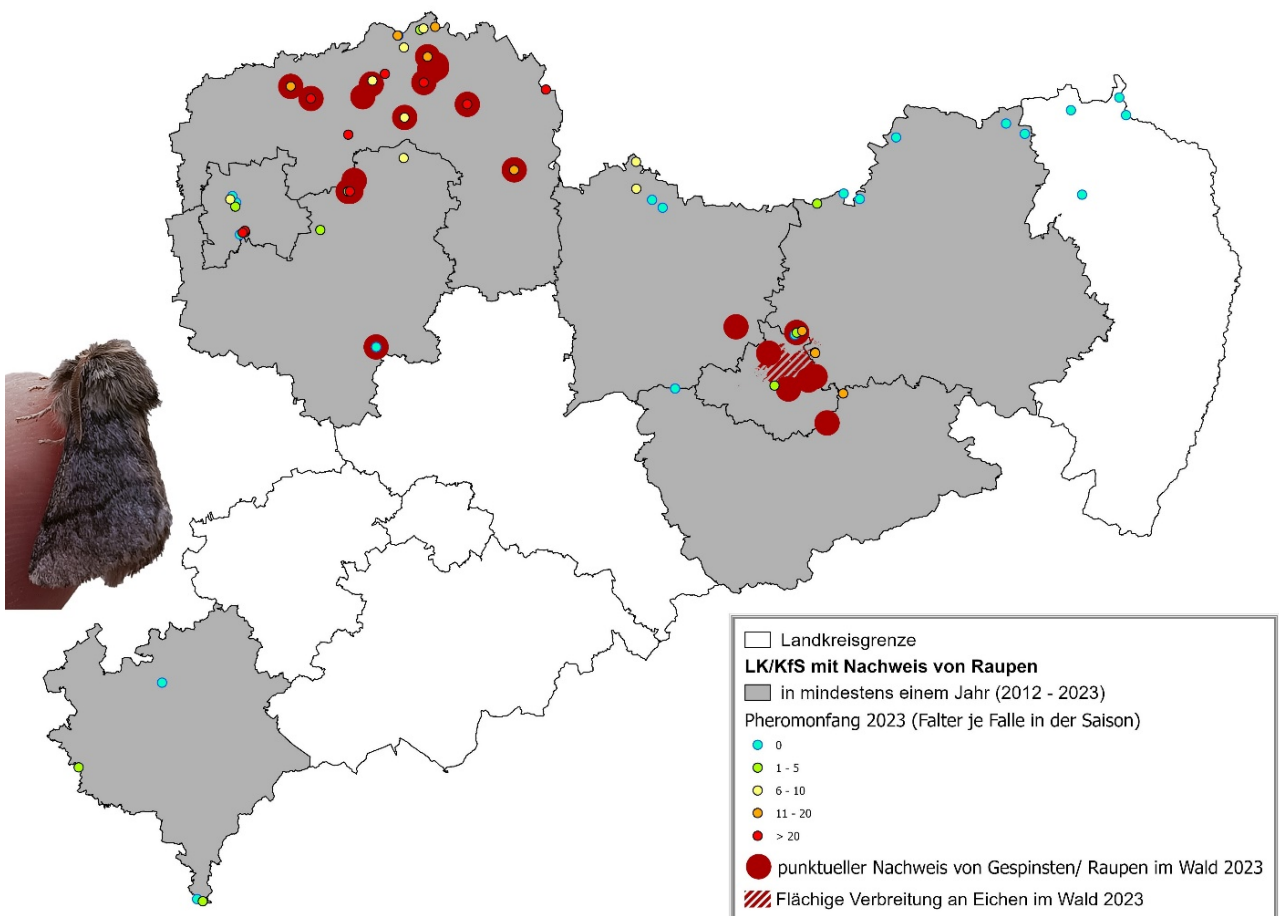 Landkreisgrenze
LK/KfS mit Nachweis von Raupen
in mindestens einem Jahr (2012 - 2023)
Pheromonfang 2023 (Falter je Falle in der Saison)
0
1 - 5
6 - 10
11 - 20
> 20
punktueller Nachweis von Gespinsten/ Raupen im Wald 2023
Flächige Verbreitung an Eichen im Wald 2023